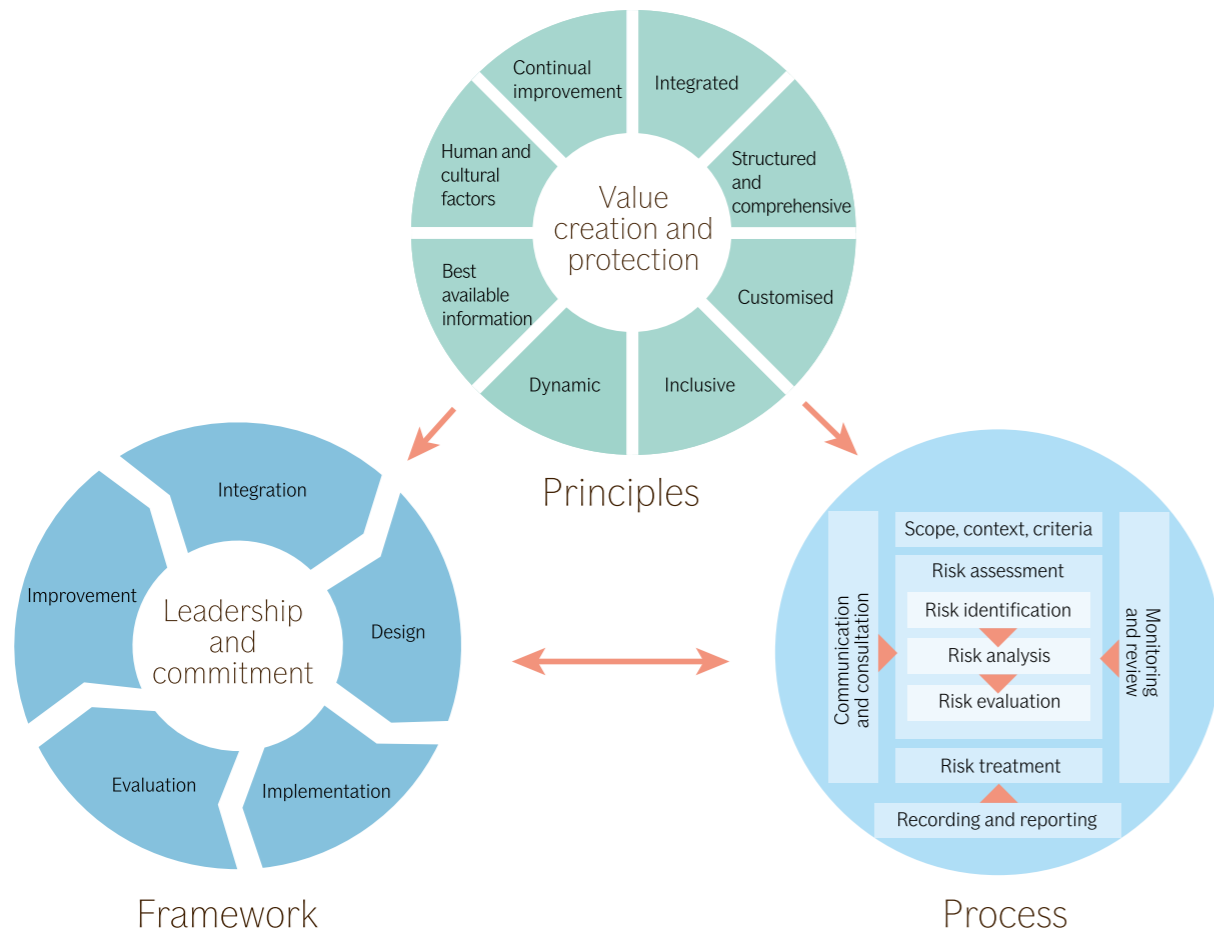 Continual
improvement
Integrated
Structured
and
comprehensive
Customised
Inclusive
Dynamic
Best
available
information
Human and
cultural
factors
Value
creation and
protection
Principles
Integration
Design
Implementation
Evaluation
Improvement
Leadership
and
commitment
Framework
Scope, context, criteria
Risk assessment
Risk identification
Risk analysis
Risk evaluation
Risk treatment
Recording and reporting
Communication
and consultation
Monitoring
and review
Process